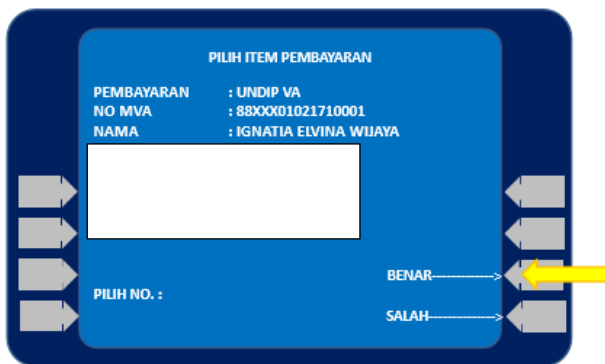 PILIH ITEM PEMBAYARAN
PEMBAYARAN : UNDIP VA
NO MVA : 88XXX01021710001
NAMA : IGNATIA ELVINA WIJAYA
BENAR-------------->
PILIH NO. :
SALAH-------------->